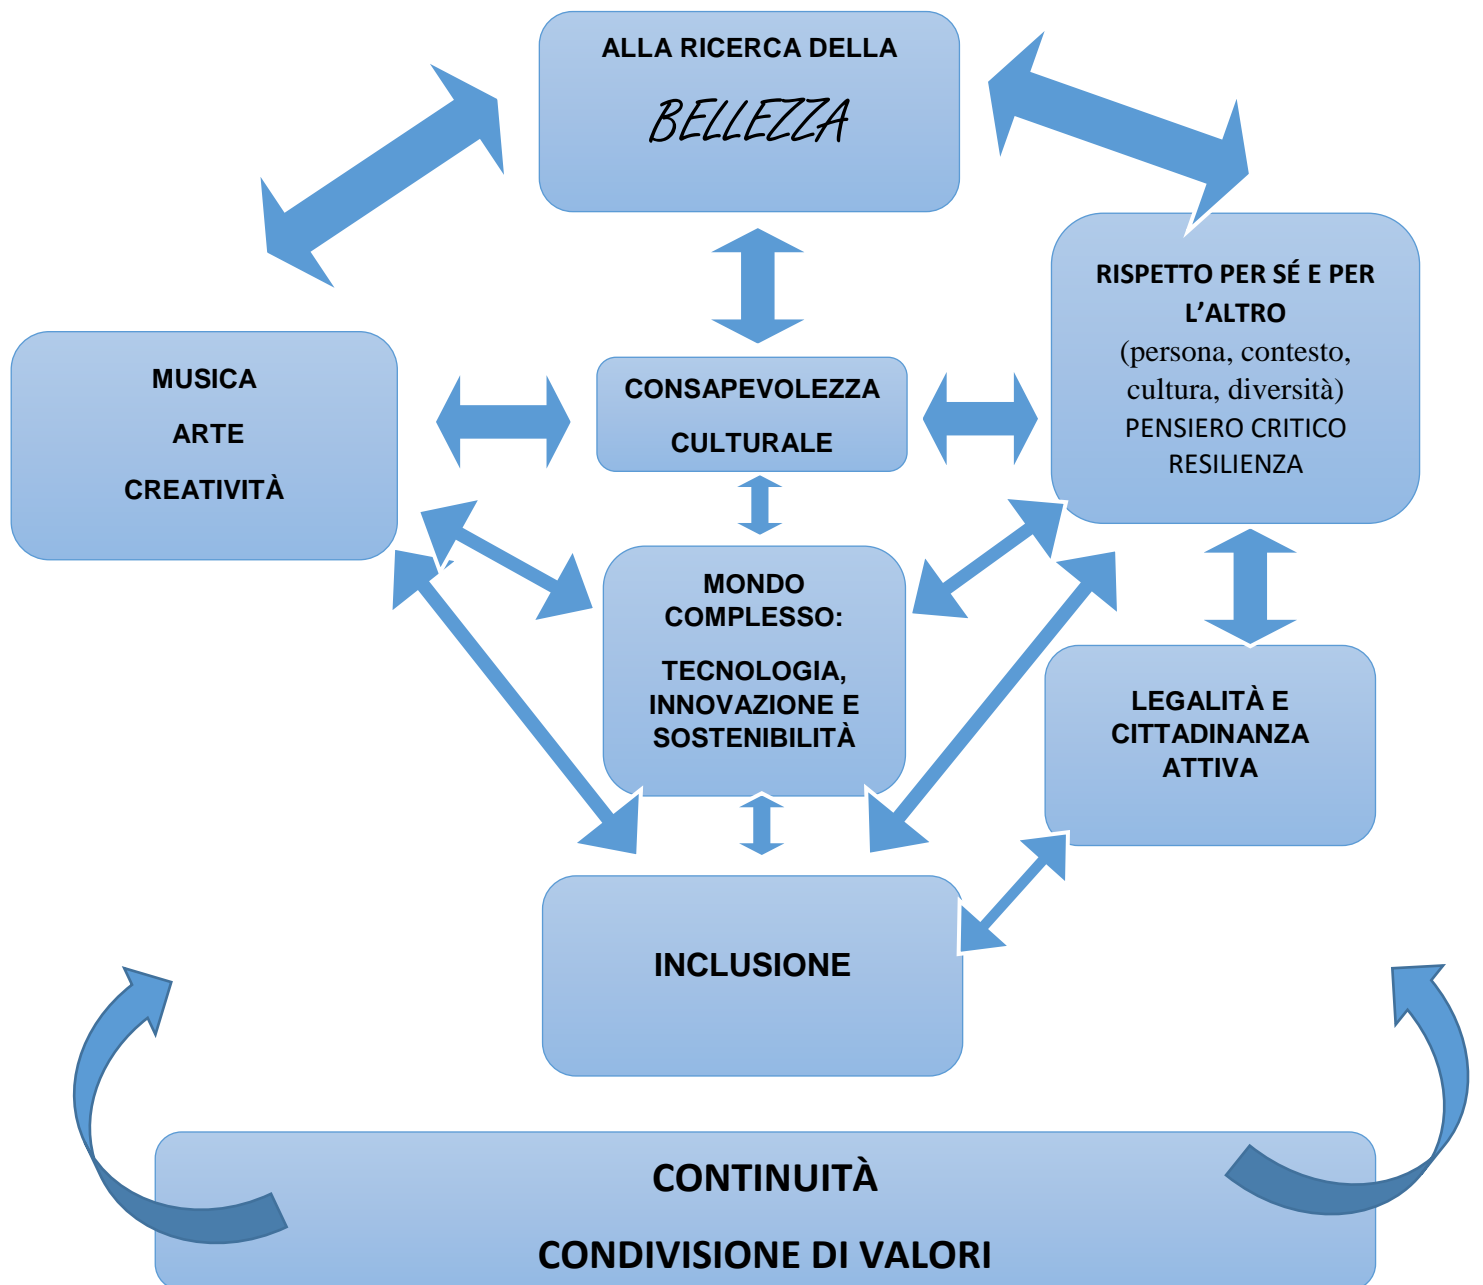 ALLA RICERCA DELLA
BELLEZZA
RISPETTO PER SÉ E PER
L’ALTRO
(persona, contesto,
cultura, diversità)
PENSIERO CRITICO
RESILIENZA
MUSICA
ARTE
CREATIVITÀ
CONSAPEVOLEZZA
CULTURALE
MONDO
COMPLESSO:
TECNOLOGIA,
INNOVAZIONE E
SOSTENIBILITÀ
LEGALITÀ E
CITTADINANZA
ATTIVA
INCLUSIONE
CONTINUITÀ
CONDIVISIONE DI VALORI